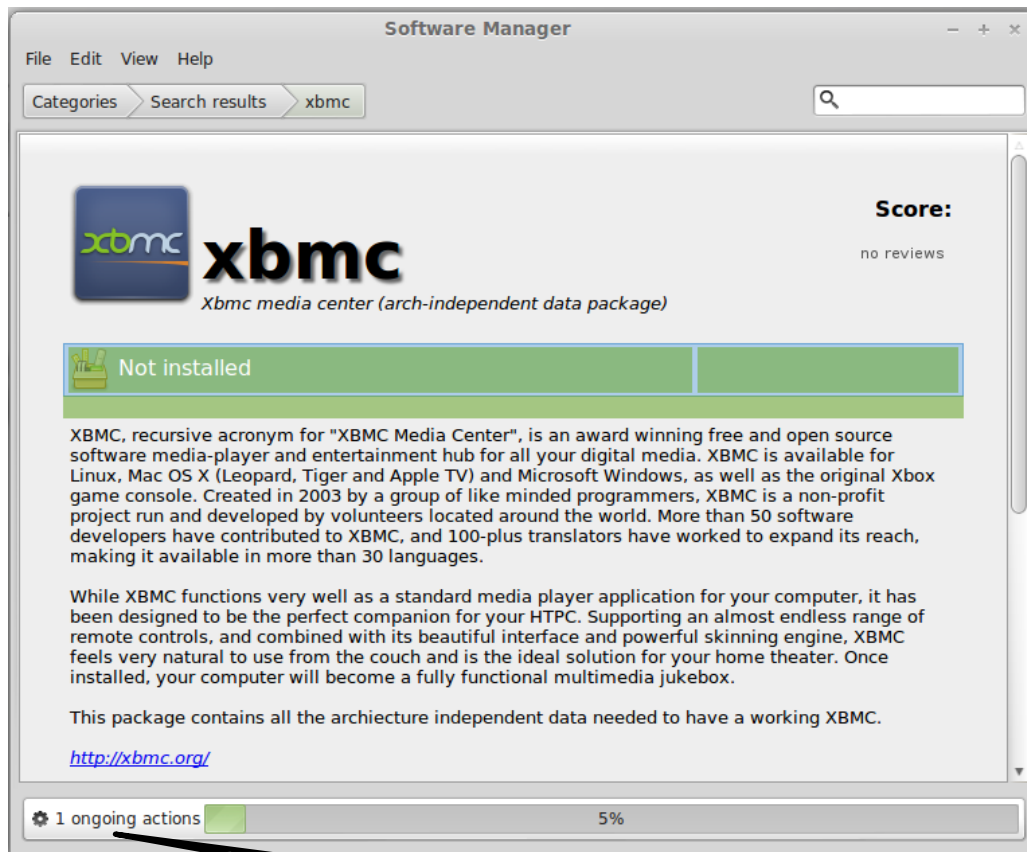 Software Manager
File Edit View Help
Categories Search results xbmc
Score:
xbmc
xbmc
no reviews
Xbmc media center (arch-independent data package)
Not installed
XBMC, recursive acronym for "XBMC Media Center", is an award winning free and open source
software media-player and entertainment hub for all your digital media. XBMC is available for
Linux, Mac OS X (Leopard, Tiger and Apple TV) and Microsoft Windows, as well as the original Xbox
game console. Created in 2003 by a group of like minded programmers, XBMC is a non-profit
project run and developed by volunteers located around the world. More than 50 software
developers have contributed to XBMC, and 100-plus translators have worked to expand its reach,
making it available in more than 30 languages.
While XBMC functions very well as a standard media player application for your computer, it has
been designed to be the perfect companion for your HTPC. Supporting an almost endless range of
remote controls, and combined with its beautiful interface and powerful skinning engine, XBMC
feels very natural to use from the couch and is the ideal solution for your home theater. Once
installed, your computer will become a fully functional multimedia jukebox.
This package contains all the archiecture independent data needed to have a working XBMC.
http://xbmc.org/
1 ongoing actions 5%